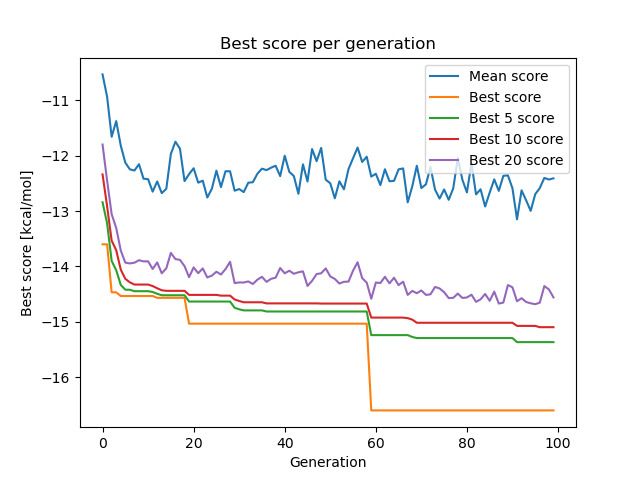 Best score per generation
Mean score
Best score
Best 5 score
Best 10 score
Best 20 score
Best score [kcal/mol]
−11
−12
−13
−14
−15
−16
0 20 40 60 80 100
Generation